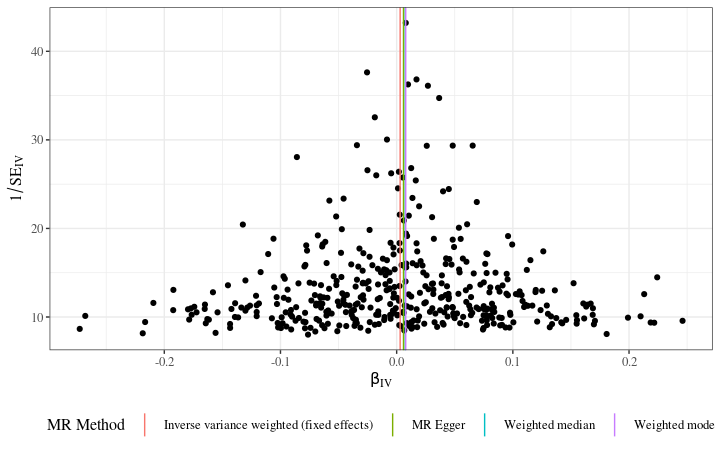 40
30
20
10
1/SE_IV
-0.2
-0.1
0.0
0.1
0.2
β_IV
MR Method
Inverse variance weighted (fixed effects)
MR Egger
Weighted median
Weighted mode